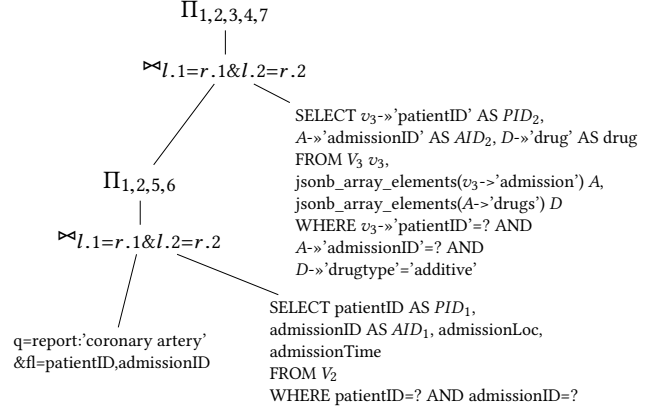 Π1,2,3,4,7
⋈l.1=r.1&l.2=r.2
SELECT v3-»'patientID' AS PID2,
A-»'admissionID' AS AID2, D-»'drug' AS drug
FROM V3 v3,
jsonb_array_elements(v3->'admission') A,
jsonb_array_elements(A->'drugs') D
WHERE v3-»'patientID'=? AND
A-»'admissionID'=? AND
D-»'drugtype'='additive'
Π1,2,5,6
⋈l.1=r.1&l.2=r.2
q=report:'coronary artery'
&fl=patientID,admissionID
SELECT patientID AS PID1,
admissionID AS AID1, admissionLoc,
admissionTime
FROM V2
WHERE patientID=? AND admissionID=?